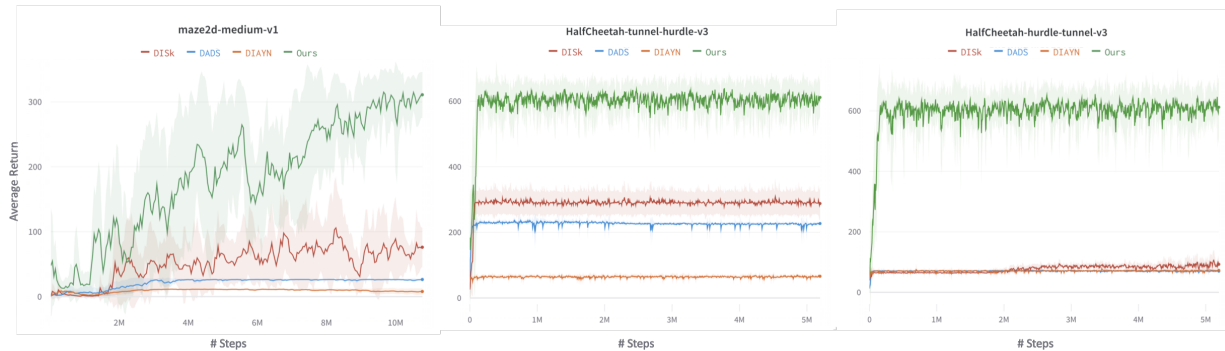 maze2d-medium-v1
DISk DADS DIAYN Ours
Average Return
300
200
100
0
2M 4M 6M 8M 10M
# Steps
HalfCheetah-tunnel-hurdle-v3
DISk DADS DIAYN Ours
600
400
200
0
0 1M 2M 3M 4M 5M
# Steps
HalfCheetah-hurdle-tunnel-v3
DISk DADS DIAYN Ours
600
400
200
0
0 1M 2M 3M 4M 5M
# Steps